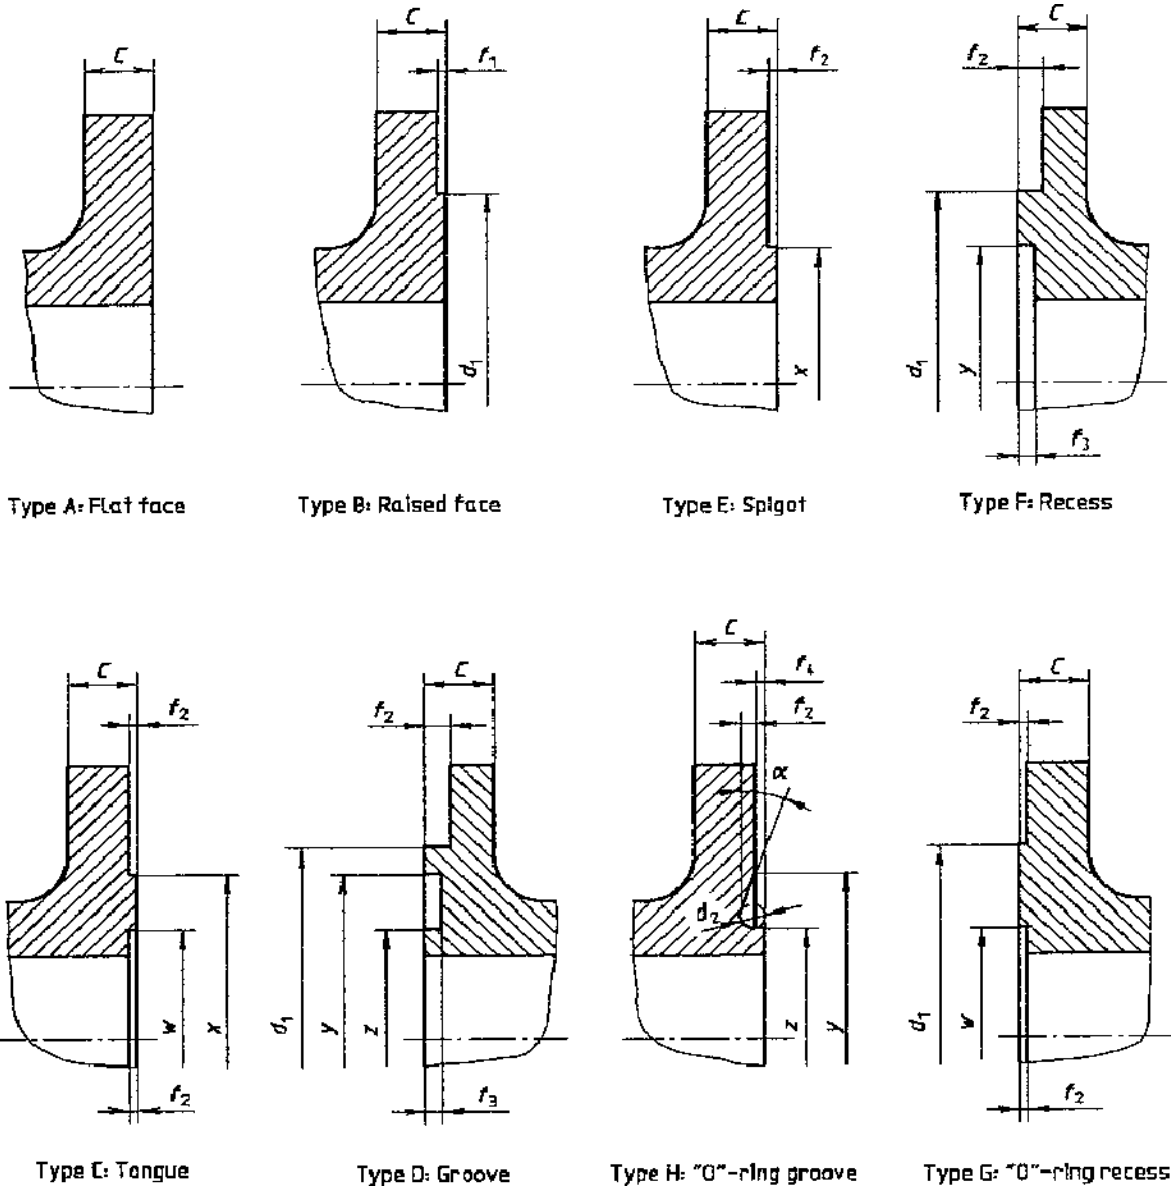 C
C
C
C
f₁
f₂
f₂
d₁
x
d₁
y
f₃
Type A: Flat face
Type B: Raised face
Type E: Spigot
Type F: Recess
C
C
C
C
f₂
f₂
f₄
f₂
f₂
α
d₂
w
x
d₁
y
z
z
y
d₁
w
f₂
f₃
f₂
Type C: Tongue
Type D: Groove
Type H: "O"-ring groove
Type G: "O"-ring recess